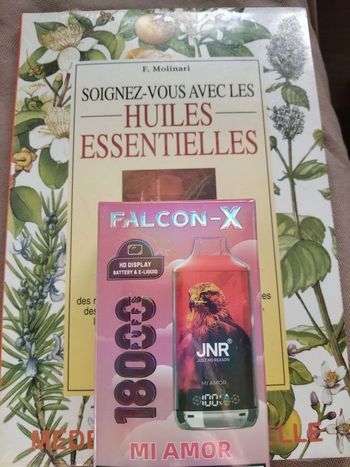 F. Molinari
SOIGNEZ-VOUS AVEC LES
HUILES
ESSENTIELLES
FALCON-X
HD DISPLAY
BATTERY & E-LIQUID
18000
PUFFS
JNR®
JUST NO REASON
MI AMOR
100
MI AMOR